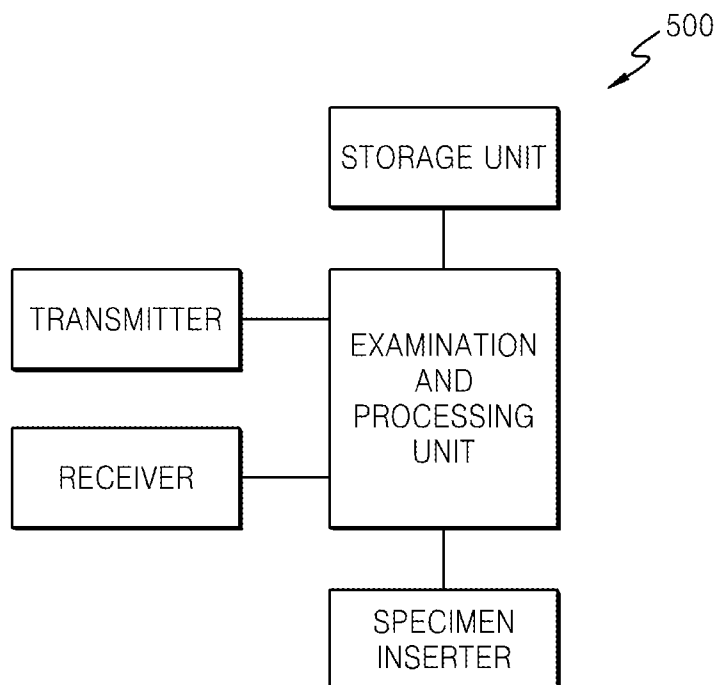 500
STORAGE UNIT
TRANSMITTER
EXAMINATION
AND
PROCESSING
UNIT
RECEIVER
SPECIMEN
INSERTER